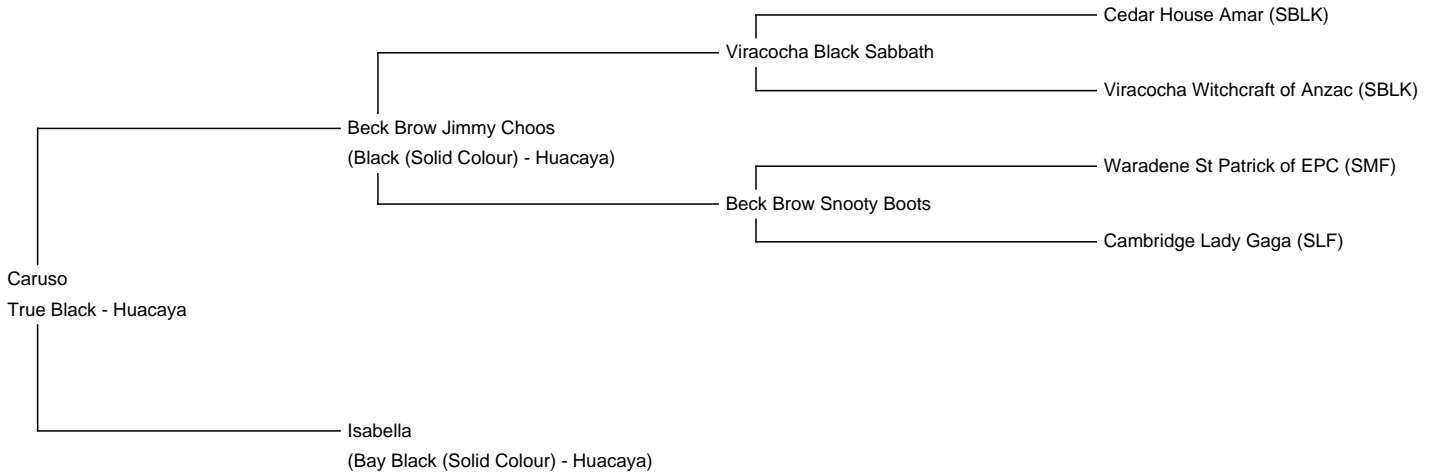 Cedar House Amar (SBLK)
Viracocha Black Sabbath
Viracocha Witchcraft of Anzac (SBLK)
Beck Brow Jimmy Choos
(Black (Solid Colour) - Huacaya)
Waradene St Patrick of EPC (SMF)
Beck Brow Snooty Boots
Cambridge Lady Gaga (SLF)
Caruso
True Black - Huacaya
Isabella
(Bay Black (Solid Colour) - Huacaya)